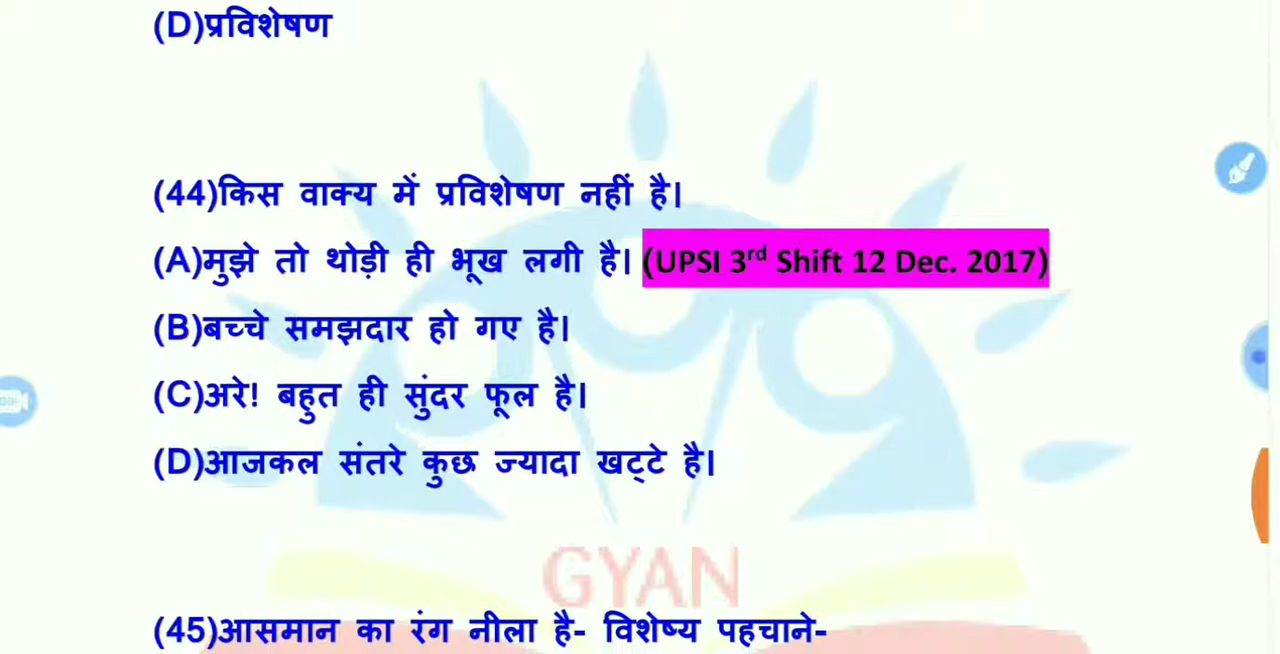 (D)प्रविशेषण
(44)किस वाक्य में प्रविशेषण नहीं है।
(A)मुझे तो थोड़ी ही भूख लगी है। (UPSI 3rd Shift 12 Dec. 2017)
(B)बच्चे समझदार हो गए है।
(C)अरे! बहुत ही सुंदर फूल है।
(D)आजकल संतरे कुछ ज्यादा खट्टे है।
GYAN
(45)आसमान का रंग नीला है- विशेष्य पहचाने-